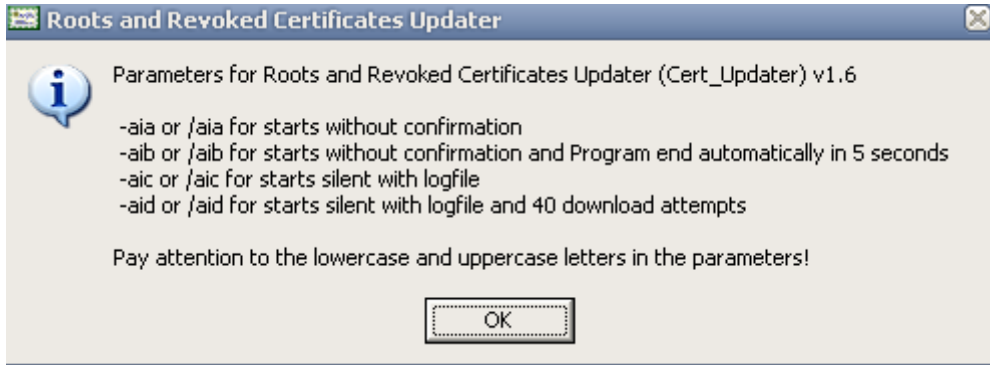 Roots and Revoked Certificates Updater
Parameters for Roots and Revoked Certificates Updater (Cert_Updater) v1.6
-aia or /aia for starts without confirmation
-aib or /aib for starts without confirmation and Program end automatically in 5 seconds
-aic or /aic for starts silent with logfile
-aid or /aid for starts silent with logfile and 40 download attempts
Pay attention to the lowercase and uppercase letters in the parameters!
OK